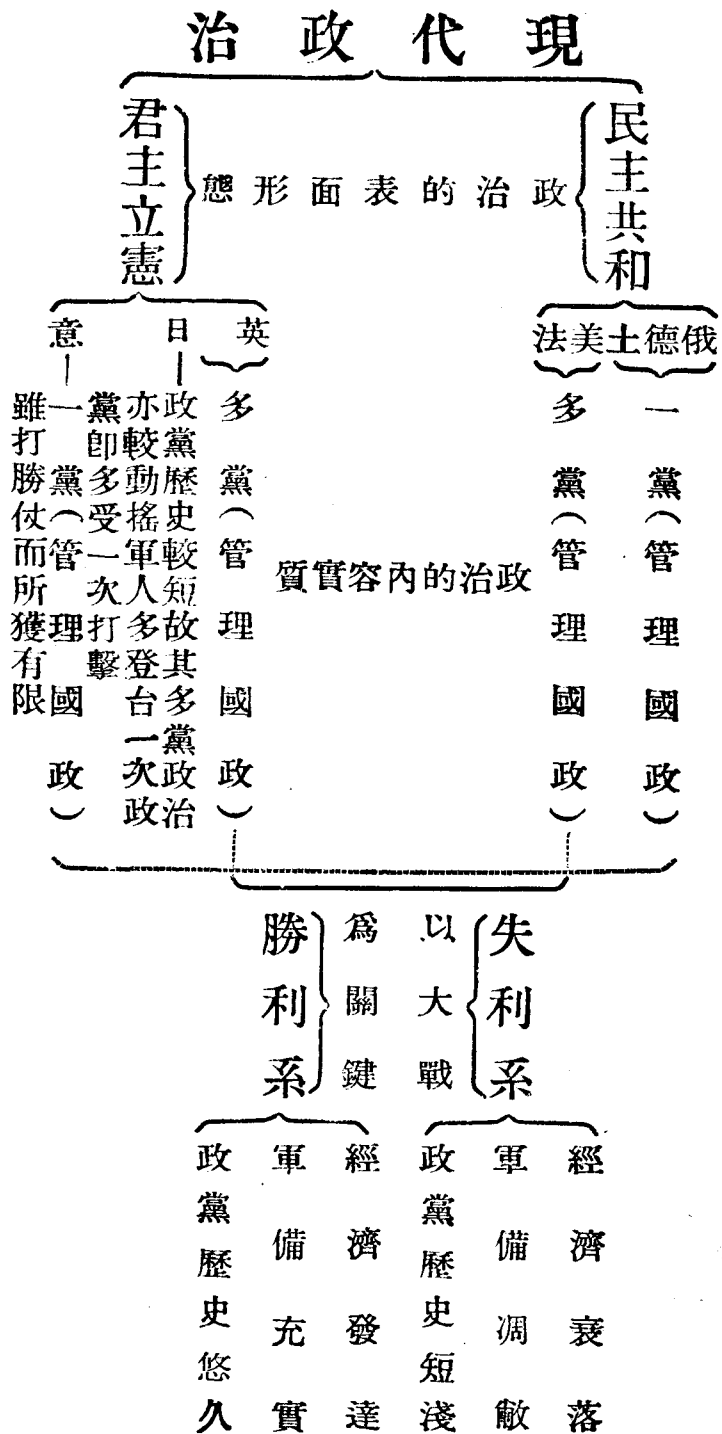 現代政治
民主共和
政治的表面形態
君主立憲
俄德土美法
一黨（管理國政）
多黨（管理國政）
政治的內容實質
英
多黨（管理國政）
日
政黨歷史較短故其多黨政治
亦較動搖軍人多登台一次政
黨卽多受一次打擊
意
一黨（管理國政）
雖打勝仗而所獲有限
失利系
以大戰
爲關鍵
勝利系
經濟衰落
軍備凋敝
政黨歷史短淺
經濟發達
軍備充實
政黨歷史悠久